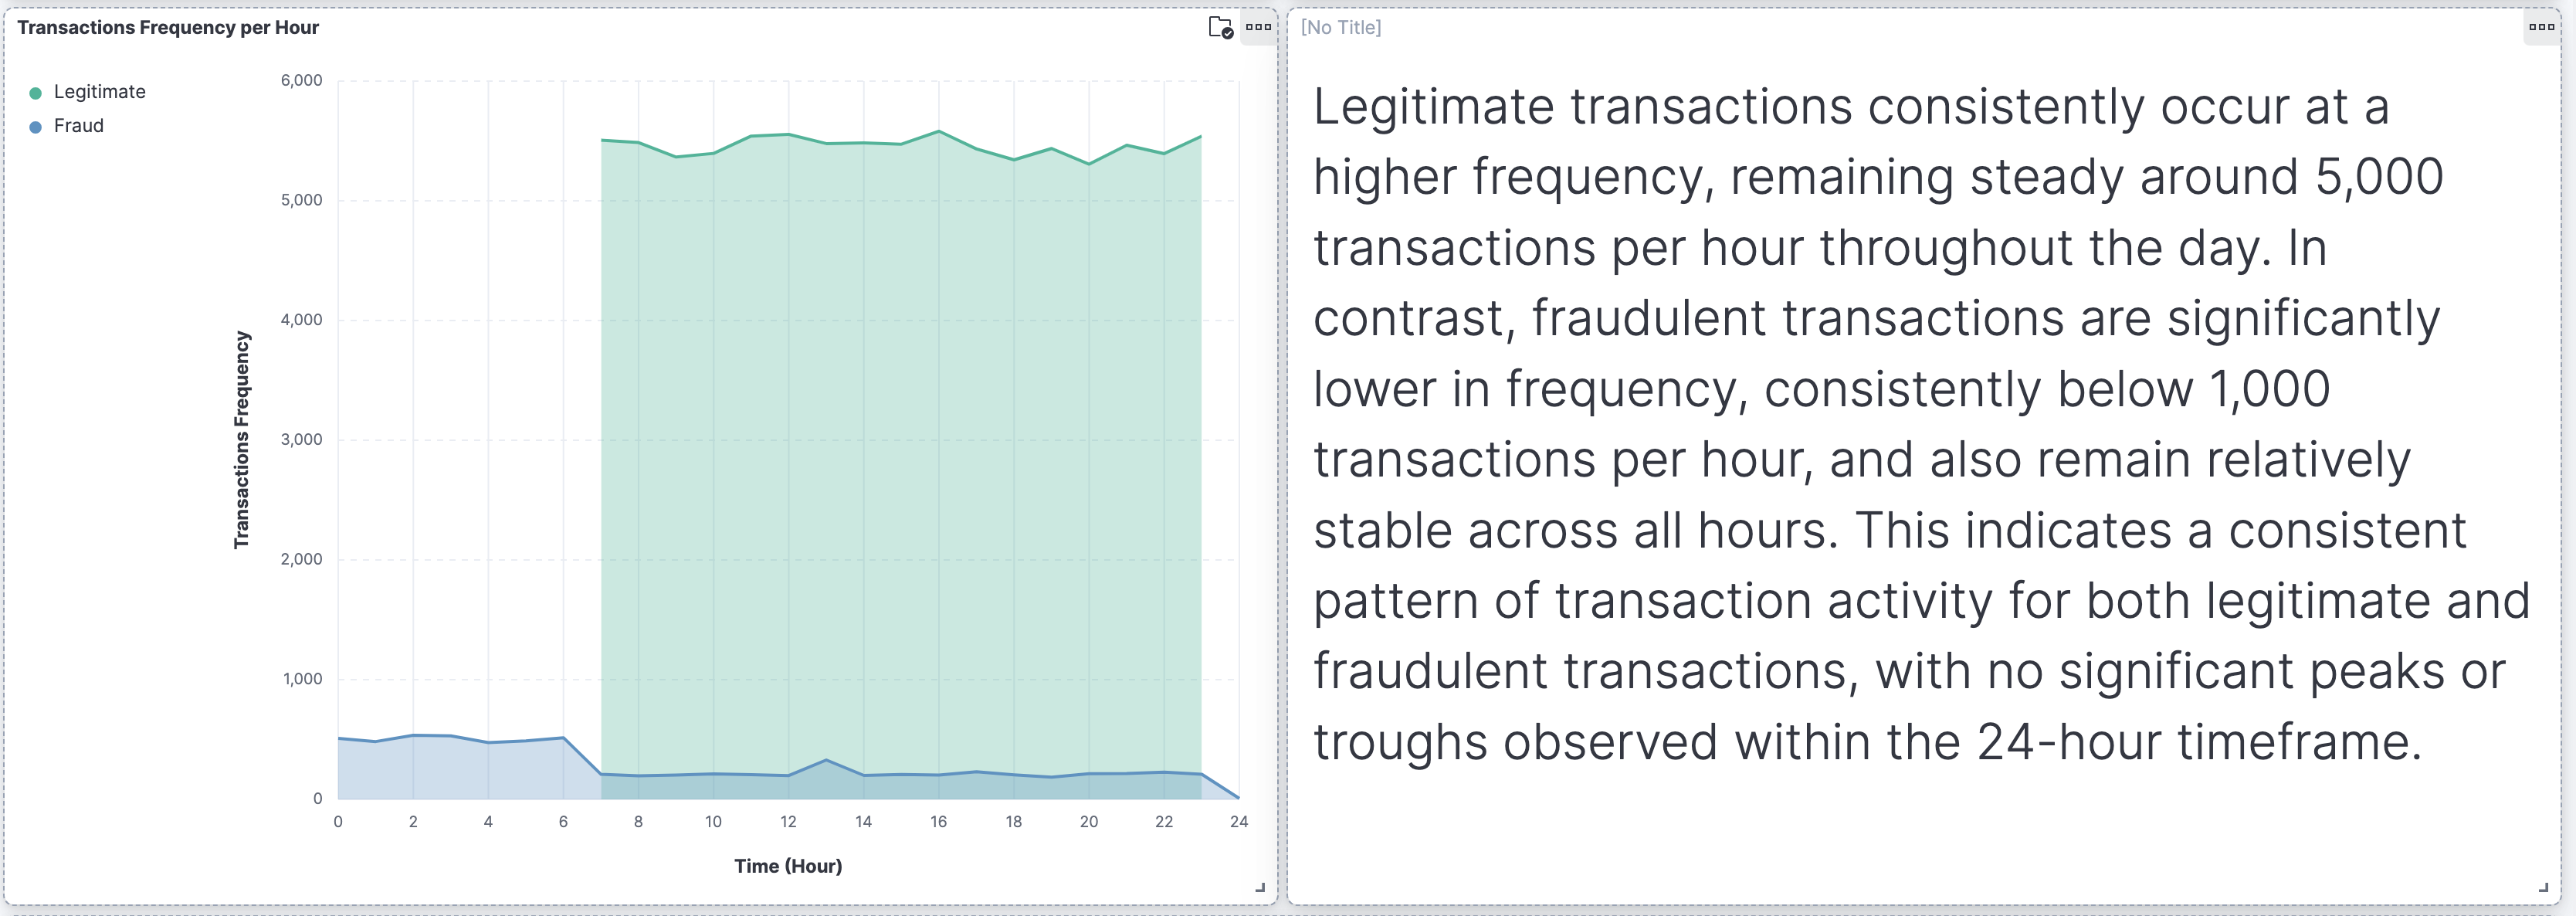 Transactions Frequency per Hour
Legitimate
Fraud
6,000
5,000
4,000
3,000
2,000
1,000
0
Transactions Frequency
0 2 4 6 8 10 12 14 16 18 20 22 24
Time (Hour)
[No Title]
Legitimate transactions consistently occur at a
higher frequency, remaining steady around 5,000
transactions per hour throughout the day. In
contrast, fraudulent transactions are significantly
lower in frequency, consistently below 1,000
transactions per hour, and also remain relatively
stable across all hours. This indicates a consistent
pattern of transaction activity for both legitimate and
fraudulent transactions, with no significant peaks or
troughs observed within the 24-hour timeframe.